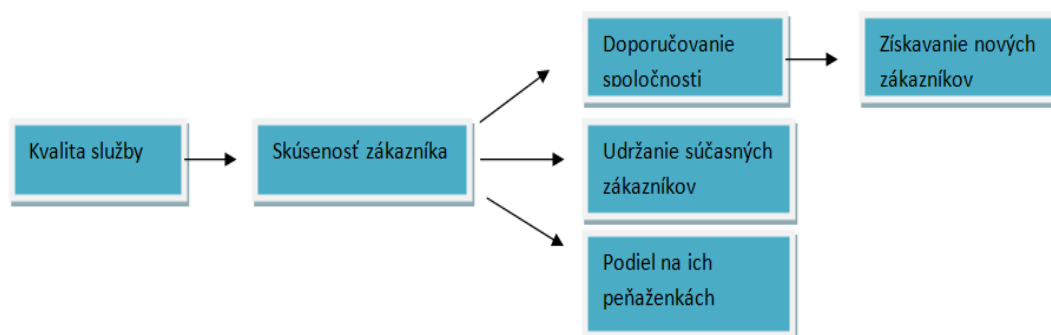 Kvalita služby
Skúsenosť zákazníka
Doporučovanie
spoločnosti
Získavanie nových
zákazníkov
Udržanie súčasných
zákazníkov
Podiel na ich
peňaženkách